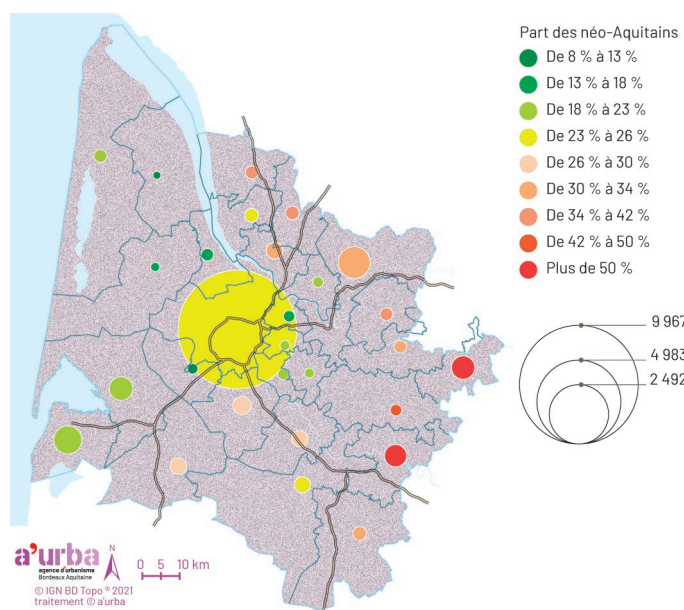 Part des néo-Aquitains
De 8 % à 13 %
De 13 % à 18 %
De 18 % à 23 %
De 23 % à 26 %
De 26 % à 30 %
De 30 % à 34 %
De 34 % à 42 %
De 42 % à 50 %
Plus de 50 %
9 967
4 983
2 492
a'urba
agence d'urbanisme
Bordeaux Aquitaine
N
0 5 10 km
© IGN BD Topo ® 2021
traitement © a'urba